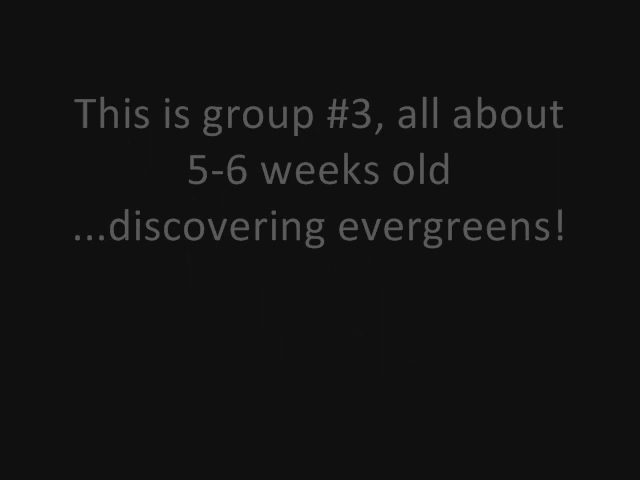 This is group #3, all about
5-6 weeks old
...discovering evergreens!